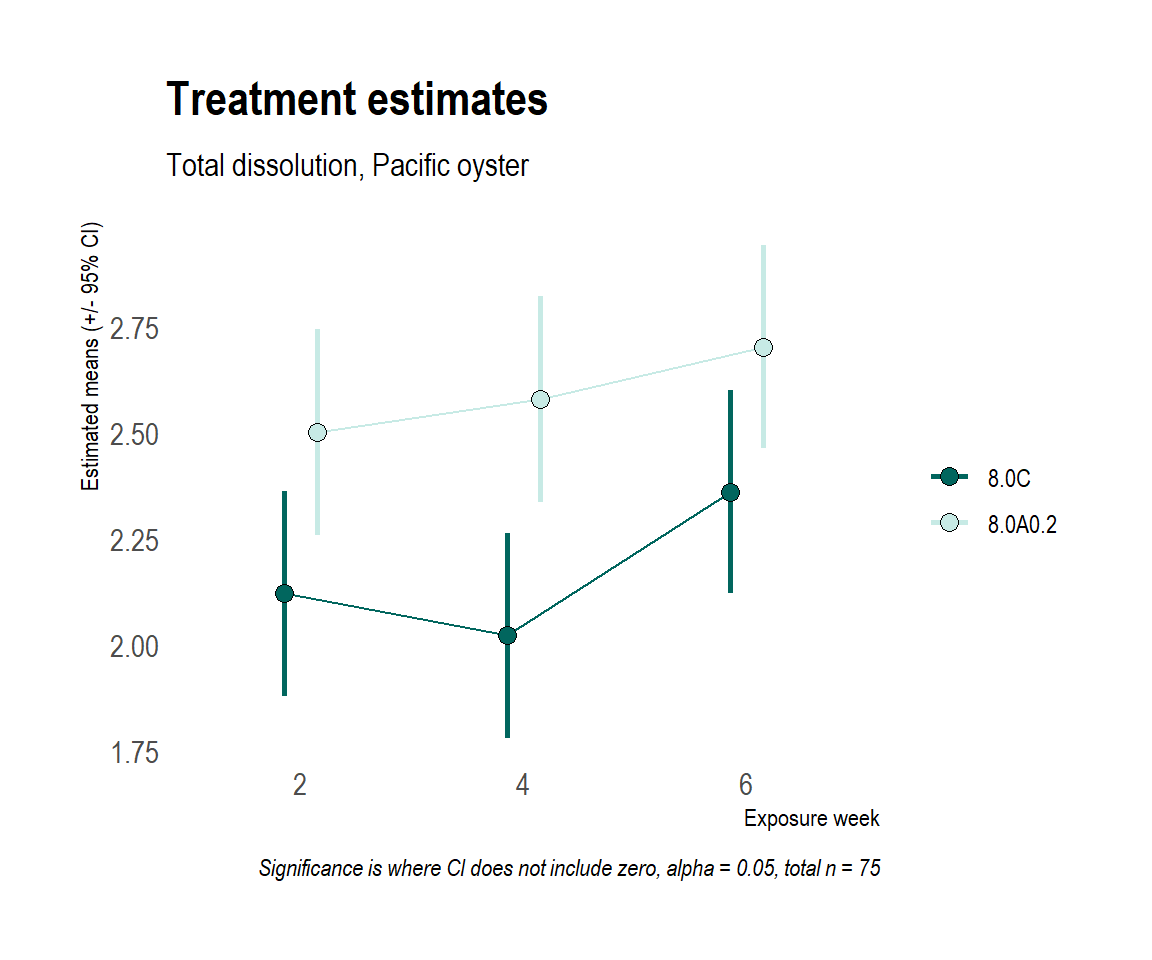 Treatment estimates
Total dissolution, Pacific oyster
Estimated means (+/- 95% CI)
2.75
2.50
2.25
2.00
1.75
2 4 6
Exposure week
8.0C
8.0A0.2
Significance is where CI does not include zero, alpha = 0.05, total n = 75